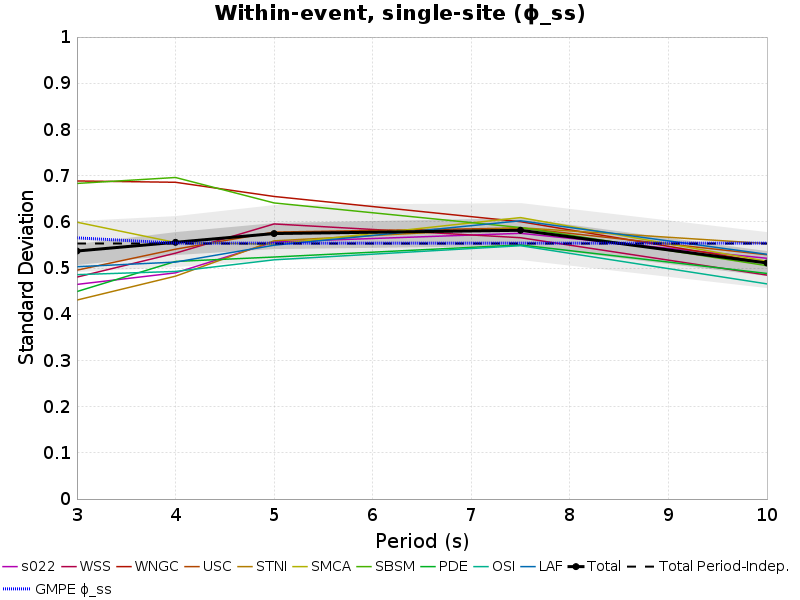 Within-event, single-site (ϕ_ss)
1
0.9
0.8
0.7
0.6
0.5
0.4
0.3
0.2
0.1
0
Standard Deviation
3 4 5 6 7 8 9 10
Period (s)
s022 WSS WNGC USC STNI SMCA SBSM PDE OSI LAF Total Total Period-Indep.
GMPE ϕ_ss